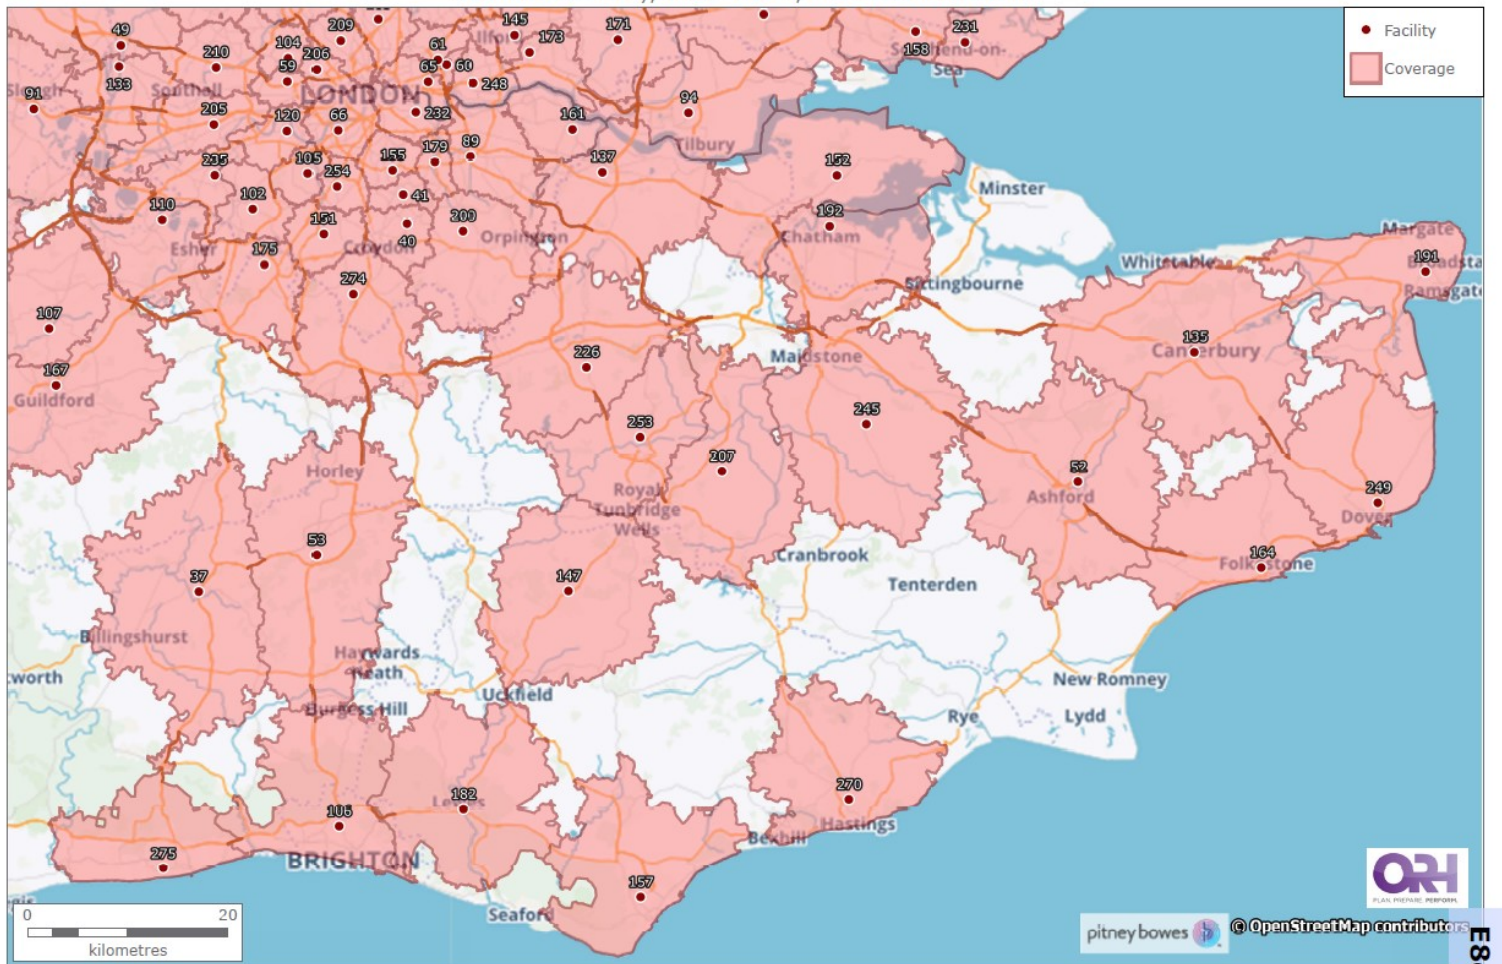 49
210
104
209
206
59
61
65
60
145
Ilford
173
171
158
231
Southend-on-
Sea
Facility
Coverage
91
Slough
133
Southall
LONDON
248
205
120
66
232
161
94
Tilbury
235
105
254
155
179
89
137
152
Minster
110
102
41
151
40
200
Orpington
192
Chatham
Esher
175
Croydon
Margate
191
Whitstable
Ramsgate
Sittingbourne
274
107
135
Canterbury
Maidstone
226
167
Guildford
245
253
207
Horley
52
Ashford
Royal
Tunbridge
Wells
249
Dover
53
164
Folkestone
Cranbrook
37
147
Tenterden
Billingshurst
Haywards
Heath
tworth
New Romney
Uckfield
Burgess Hill
Rye
Lydd
182
Lewes
270
Hastings
106
Bexhill
275
BRIGHTON
157
Seaford
ORH
PLAN. PREPARE. PERFORM.
0 20
kilometres
pitney bowes
© OpenStreetMap contributors
E8